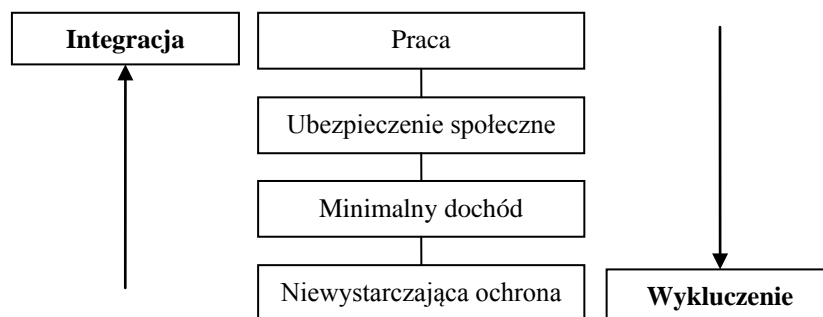 Integracja
Praca
Ubezpieczenie społeczne
Minimalny dochód
Niewystarczająca ochrona
Wykluczenie